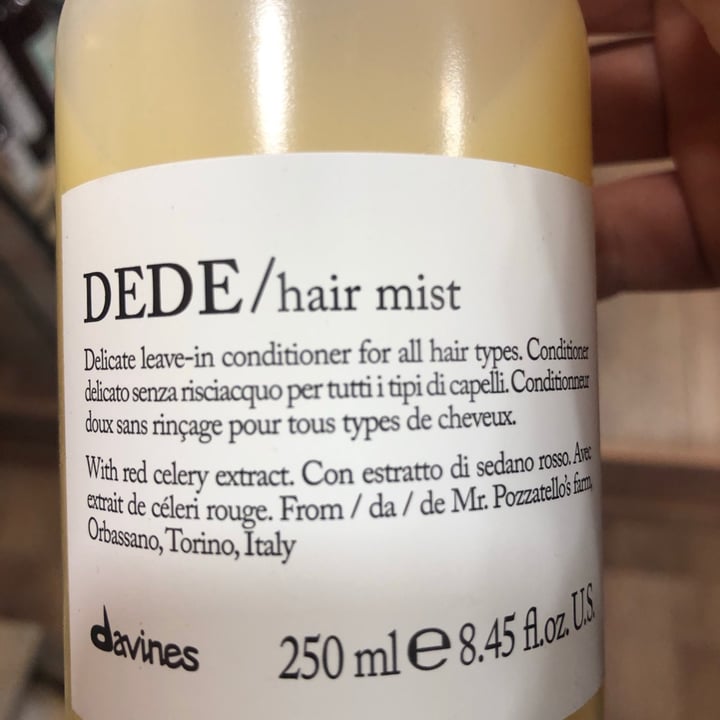 DEDE/hair mist
Delicate leave-in conditioner for all hair types. Conditioner
delicato senza risciacquo per tutti i tipi di capelli. Conditionneur
doux sans rinçage pour tous types de cheveux.
With red celery extract. Con estratto di sedano rosso. Avec
extrait de céleri rouge. From / da / de Mr. Pozzatello's farm,
Orbassano, Torino, Italy
davines 250 ml e 8.45 fl.oz. U.S.